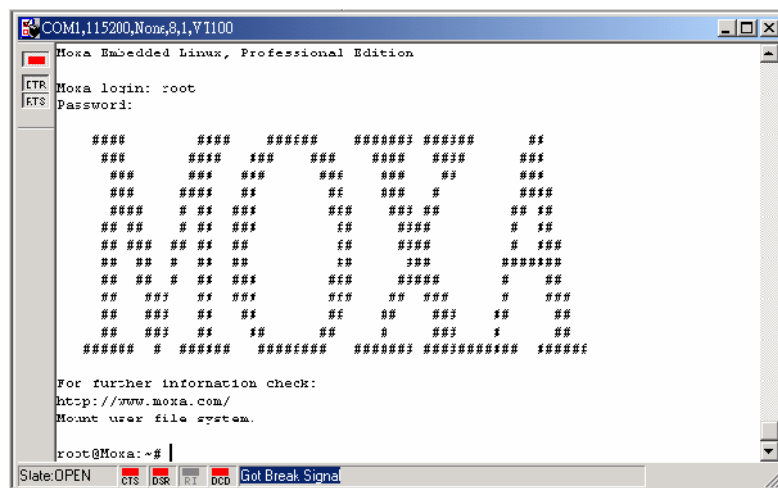 COM1,115200,None,8,1,VT100
DTR
RTS
Moxa Embedded Linux, Professional Edition
Moxa login: root
Password:
####          ####    ######    ####### ######      ##
###       ####   ###    ###    ####   ####      ###
###      ###   ###      ###    ###    ##       ###
###     ####   ##        ##    ###   #         ####
####    # ##  ###        ###    ### ##        ## ##
## ##    # ##  ###         ##     ####         #  ##
## ###  ## ##  ##          ##     ####         #  ###
##  ##  #  ##  ##          ##      ###        #######
##  ##  #  ##  ###        ###     #####       #    ##
##   ###   ##  ###        ###    ##  ###      #    ###
##   ###   ##   ##        ##    ##    ###    ##     ##
##   ###   ##    ##      ##     #     ###    #      ##
######  #  ######   ########   ####### ###########  ######
For further information check:
http://www.moxa.com/
Mount user file system.
root@Moxa:~#
State:OPEN CTS DSR RI DCD Got Break Signal